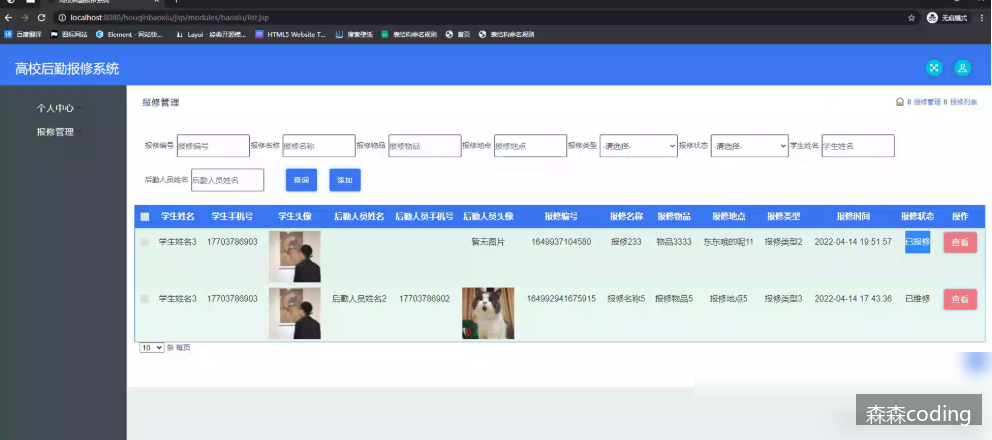 localhost:8080/houqinbaoxiu/jsp/modules/baoxiu/list.jsp
无痕模式
百度翻译 图标网站 Element - 网站快... Layui - 经典开源模... HTML5 Website T... 搜索便纸 表结构命名规则 首页 表结构命名规则
高校后勤报修系统
个人中心
报修管理
报修管理
报修管理 报修列表
报修编号 报修编号 报修名称 报修名称 报修物品 报修物品 报修地点 报修地点 报修类型 -请选择- 报修状态 -请选择- 学生姓名 学生姓名
后勤人员姓名 后勤人员姓名 查询 添加
学生姓名 学生手机号 学生头像 后勤人员姓名 后勤人员手机号 后勤人员头像 报修编号 报修名称 报修物品 报修地点 报修类型 报修时间 报修状态 操作
学生姓名3 17703786903 暂无图片 1649937104580 报修233 物品3333 东东哦的呢11 报修类型2 2022-04-14 19:51:57 已报修 查看
学生姓名3 17703786903 后勤人员姓名2 17703786902 164992941675915 报修名称5 报修物品5 报修地点5 报修类型3 2022-04-14 17:43:36 已维修 查看
10 条 每页
森森coding